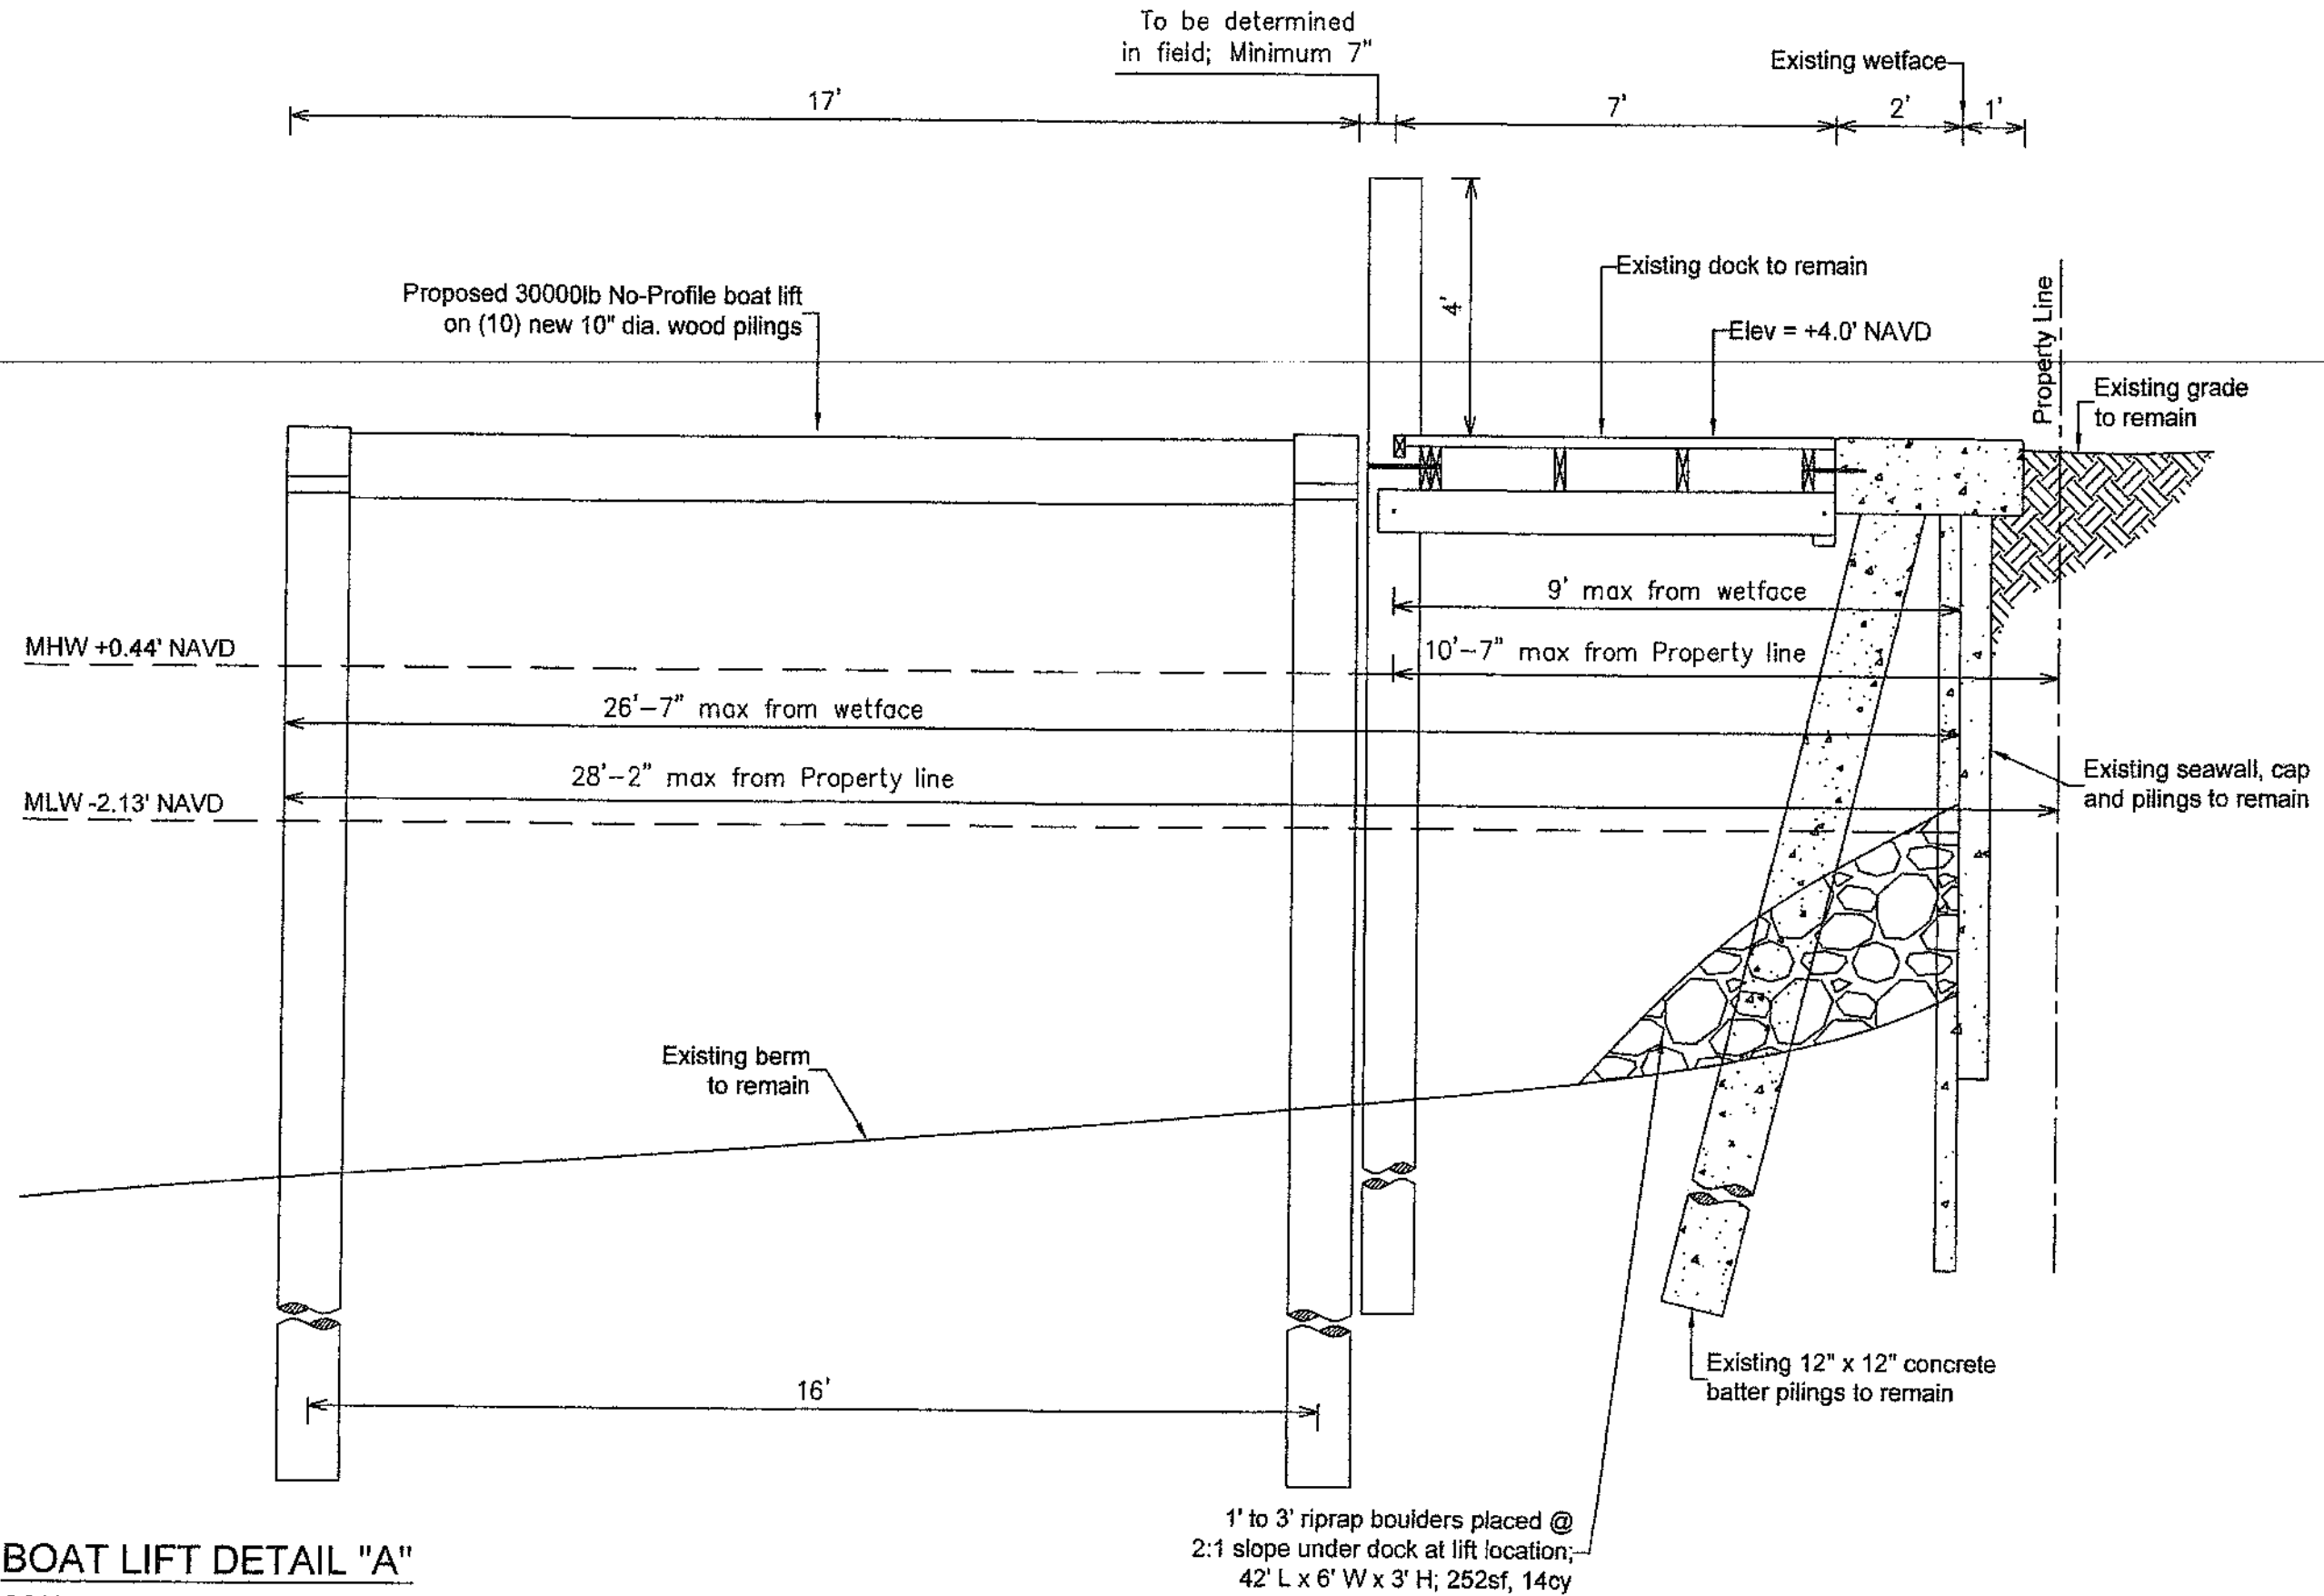 To be determined
in field; Minimum 7"
Existing wetface
17'
7'
2'
1'
4'
Existing dock to remain
Proposed 30000lb No-Profile boat lift
on (10) new 10" dia. wood pilings
Elev = +4.0' NAVD
Property Line
Existing grade
to remain
9' max from wetface
MHW +0.44' NAVD
10'-7" max from Property line
26'-7" max from wetface
28'-2" max from Property line
MLW -2.13' NAVD
Existing seawall, cap
and pilings to remain
Existing berm
to remain
Existing 12" x 12" concrete
batter pilings to remain
16'
1' to 3' riprap boulders placed @
2:1 slope under dock at lift location;
42' L x 6' W x 3' H; 252sf, 14cy
BOAT LIFT DETAIL "A"